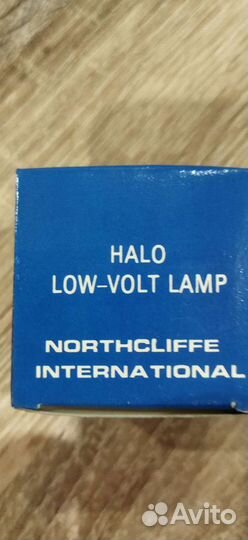 HALO
LOW-VOLT LAMP
NORTHCLIFFE
INTERNATIONAL
Avito